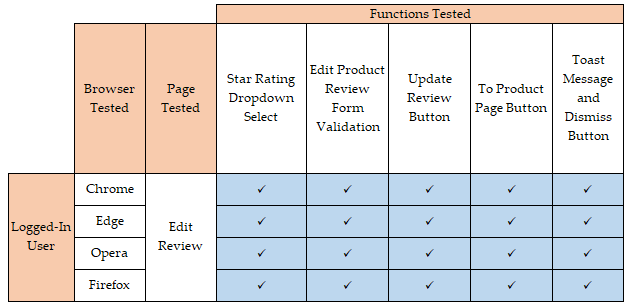 Functions Tested
Browser
Tested
Page
Tested
Star Rating
Dropdown
Select
Edit Product
Review
Form
Validation
Update
Review
Button
To Product
Page Button
Toast
Message
and
Dismiss
Button
Logged-In
User
Chrome
Edit
Review
✓ ✓ ✓ ✓ ✓
Edge
✓ ✓ ✓ ✓ ✓
Opera
✓ ✓ ✓ ✓ ✓
Firefox
✓ ✓ ✓ ✓ ✓